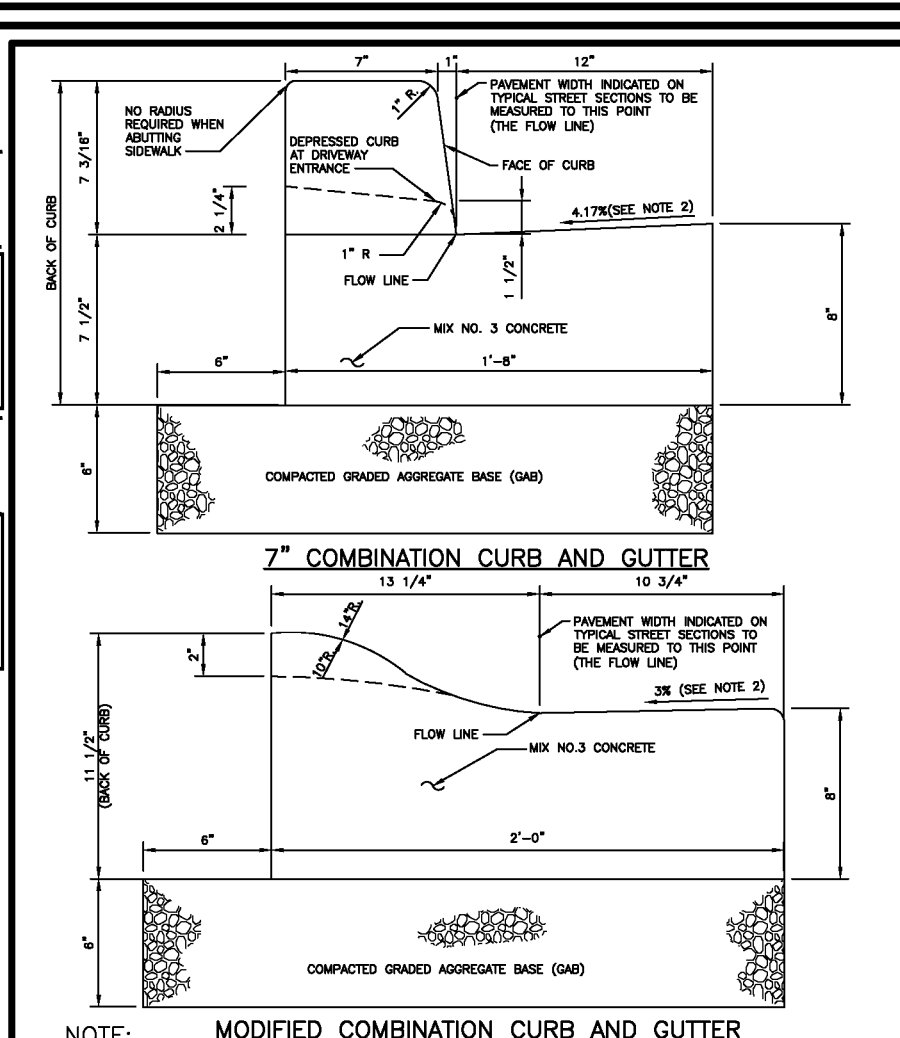 7" 1" 12"
NO RADIUS
REQUIRED WHEN
ABUTTING
SIDEWALK
1" R.
PAVEMENT WIDTH INDICATED ON
TYPICAL STREET SECTIONS TO BE
MEASURED TO THIS POINT
(THE FLOW LINE)
DEPRESSED CURB
AT DRIVEWAY
ENTRANCE
FACE OF CURB
7 3/16"
2 1/4"
BACK OF CURB
4.17%(SEE NOTE 2)
1" R
FLOW LINE
1 1/2"
7 1/2"
8"
MIX NO. 3 CONCRETE
6"
1'-8"
6"
COMPACTED GRADED AGGREGATE BASE (GAB)
7" COMBINATION CURB AND GUTTER
13 1/4" 10 3/4"
14"R.
10"R.
2"
PAVEMENT WIDTH INDICATED ON
TYPICAL STREET SECTIONS TO
BE MEASURED TO THIS POINT
(THE FLOW LINE)
3% (SEE NOTE 2)
FLOW LINE
MIX NO.3 CONCRETE
11 1/2"
(BACK OF CURB)
8"
6"
2'-0"
6"
COMPACTED GRADED AGGREGATE BASE (GAB)
NOTE:
MODIFIED COMBINATION CURB AND GUTTER